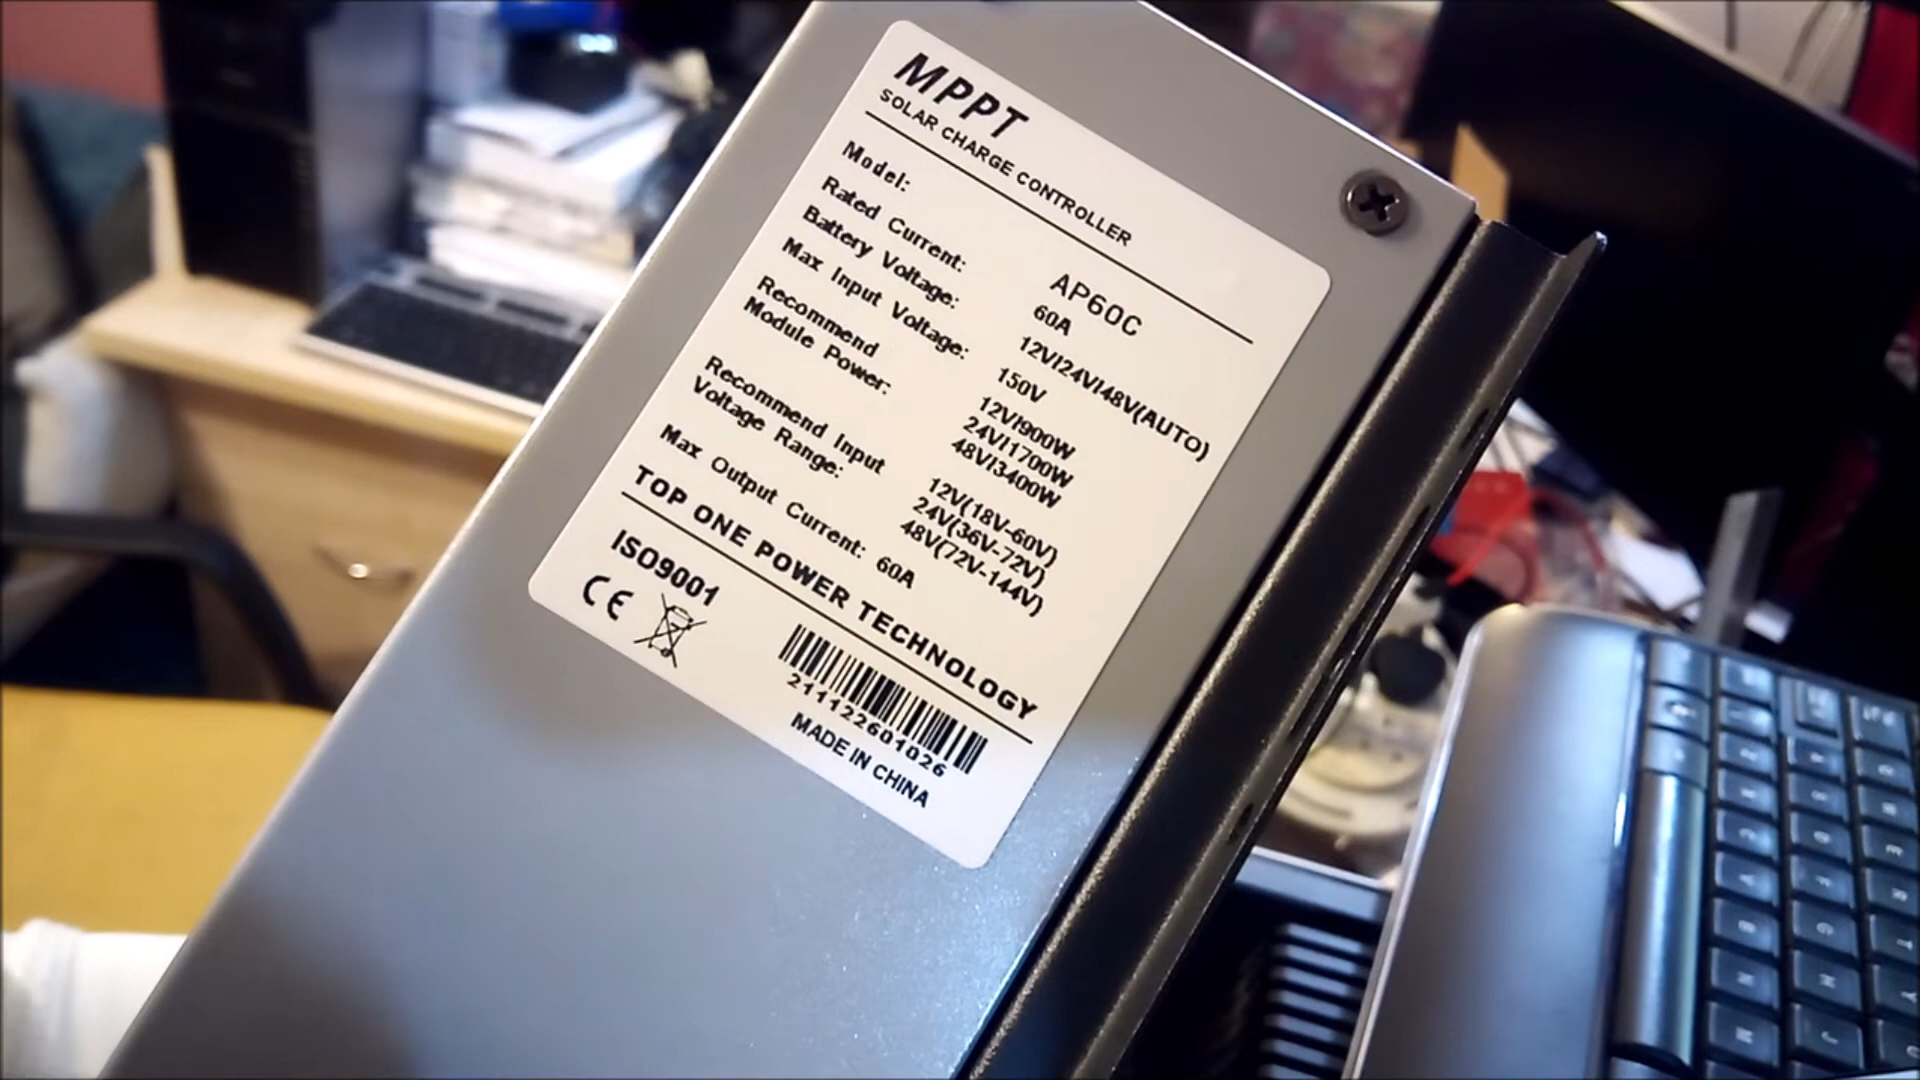 MPPT
SOLAR CHARGE CONTROLLER
Model: AP60C
Rated Current: 60A
Battery Voltage: 12V/24V/48V(AUTO)
Max Input Voltage: 150V
Recommend 12V/900W
Module Power: 24V/1700W
48V/3400W
Recommend Input 12V(18V-60V)
Voltage Range: 24V(36V-72V)
48V(72V-144V)
Max Output Current: 60A
TOP ONE POWER TECHNOLOGY
ISO9001
CE
211122601026
MADE IN CHINA